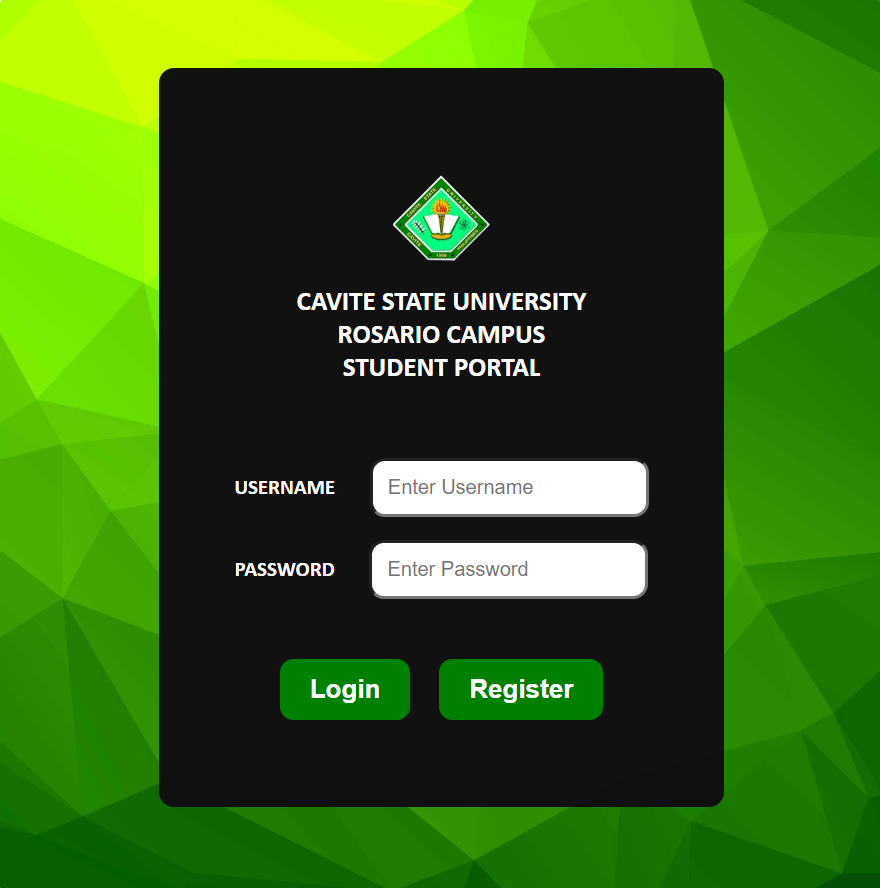 CAVITE STATE UNIVERSITY
ROSARIO CAMPUS
STUDENT PORTAL
USERNAME
Enter Username
PASSWORD
Enter Password
Login
Register